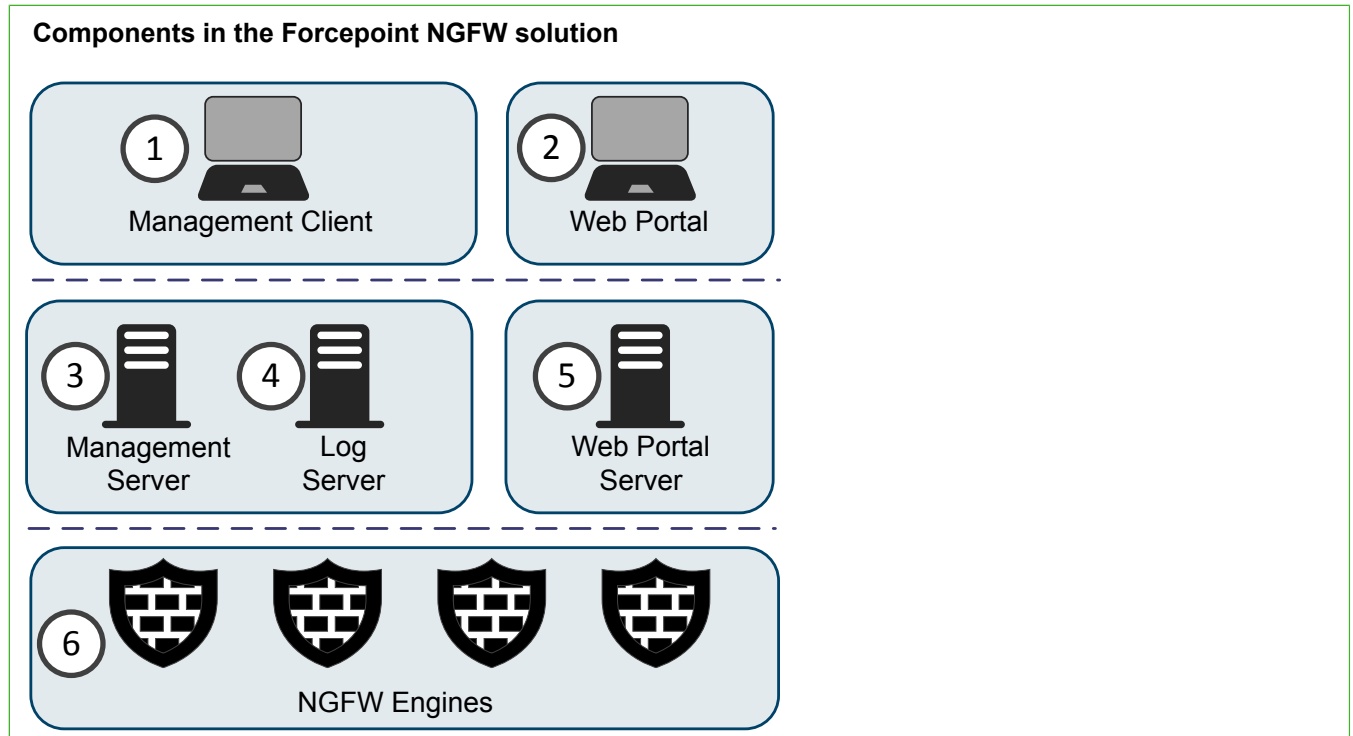 Components in the Forcepoint NGFW solution
1
Management Client
2
Web Portal
3
Management
Server
4
Log
Server
5
Web Portal
Server
6
NGFW Engines